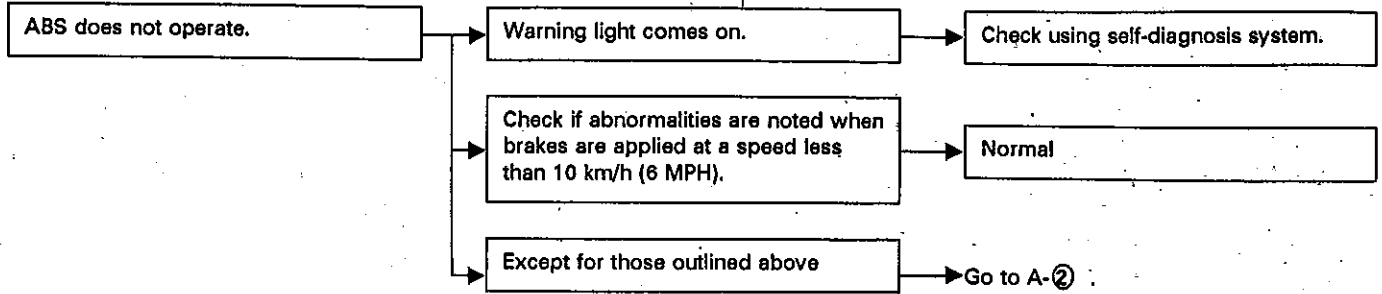 ABS does not operate.
Warning light comes on.
Check using self-diagnosis system.
Check if abnormalities are noted when
brakes are applied at a speed less
than 10 km/h (6 MPH).
Normal
Except for those outlined above
Go to A-② .